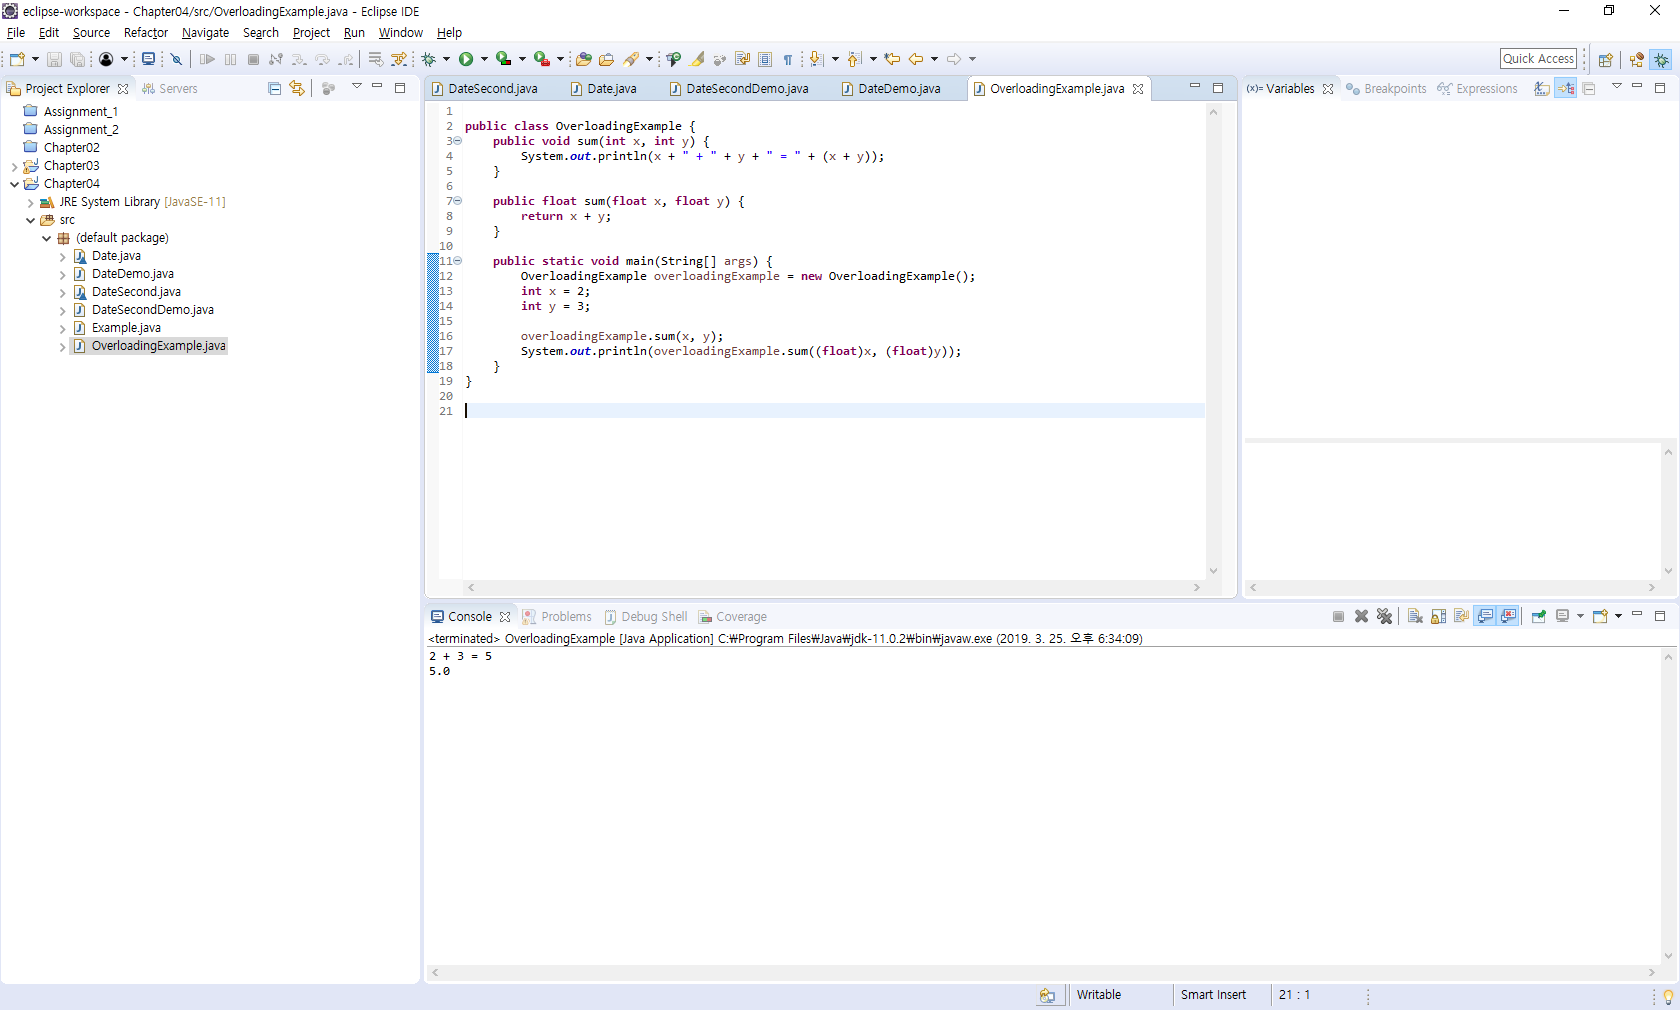 eclipse-workspace - Chapter04/src/OverloadingExample.java - Eclipse IDE
File Edit Source Refactor Navigate Search Project Run Window Help
Quick Access
Project Explorer Servers
Assignment_1
Assignment_2
Chapter02
Chapter03
Chapter04
JRE System Library [JavaSE-11]
src
(default package)
Date.java
DateDemo.java
DateSecond.java
DateSecondDemo.java
Example.java
OverloadingExample.java
DateSecond.java Date.java DateSecondDemo.java DateDemo.java OverloadingExample.java
1
2 public class OverloadingExample {
3 public void sum(int x, int y) {
4 System.out.println(x + " + " + y + " = " + (x + y));
5 }
6
7 public float sum(float x, float y) {
8 return x + y;
9 }
10
11 public static void main(String[] args) {
12 OverloadingExample overloadingExample = new OverloadingExample();
13 int x = 2;
14 int y = 3;
15
16 overloadingExample.sum(x, y);
17 System.out.println(overloadingExample.sum((float)x, (float)y));
18 }
19 }
20
21
(x)= Variables Breakpoints Expressions
Console Problems Debug Shell Coverage
<terminated> OverloadingExample [Java Application] C:₩Program Files₩Java₩jdk-11.0.2₩bin₩javaw.exe (2019. 3. 25. 오후 6:34:09)
2 + 3 = 5
5.0
Writable Smart Insert 21 : 1